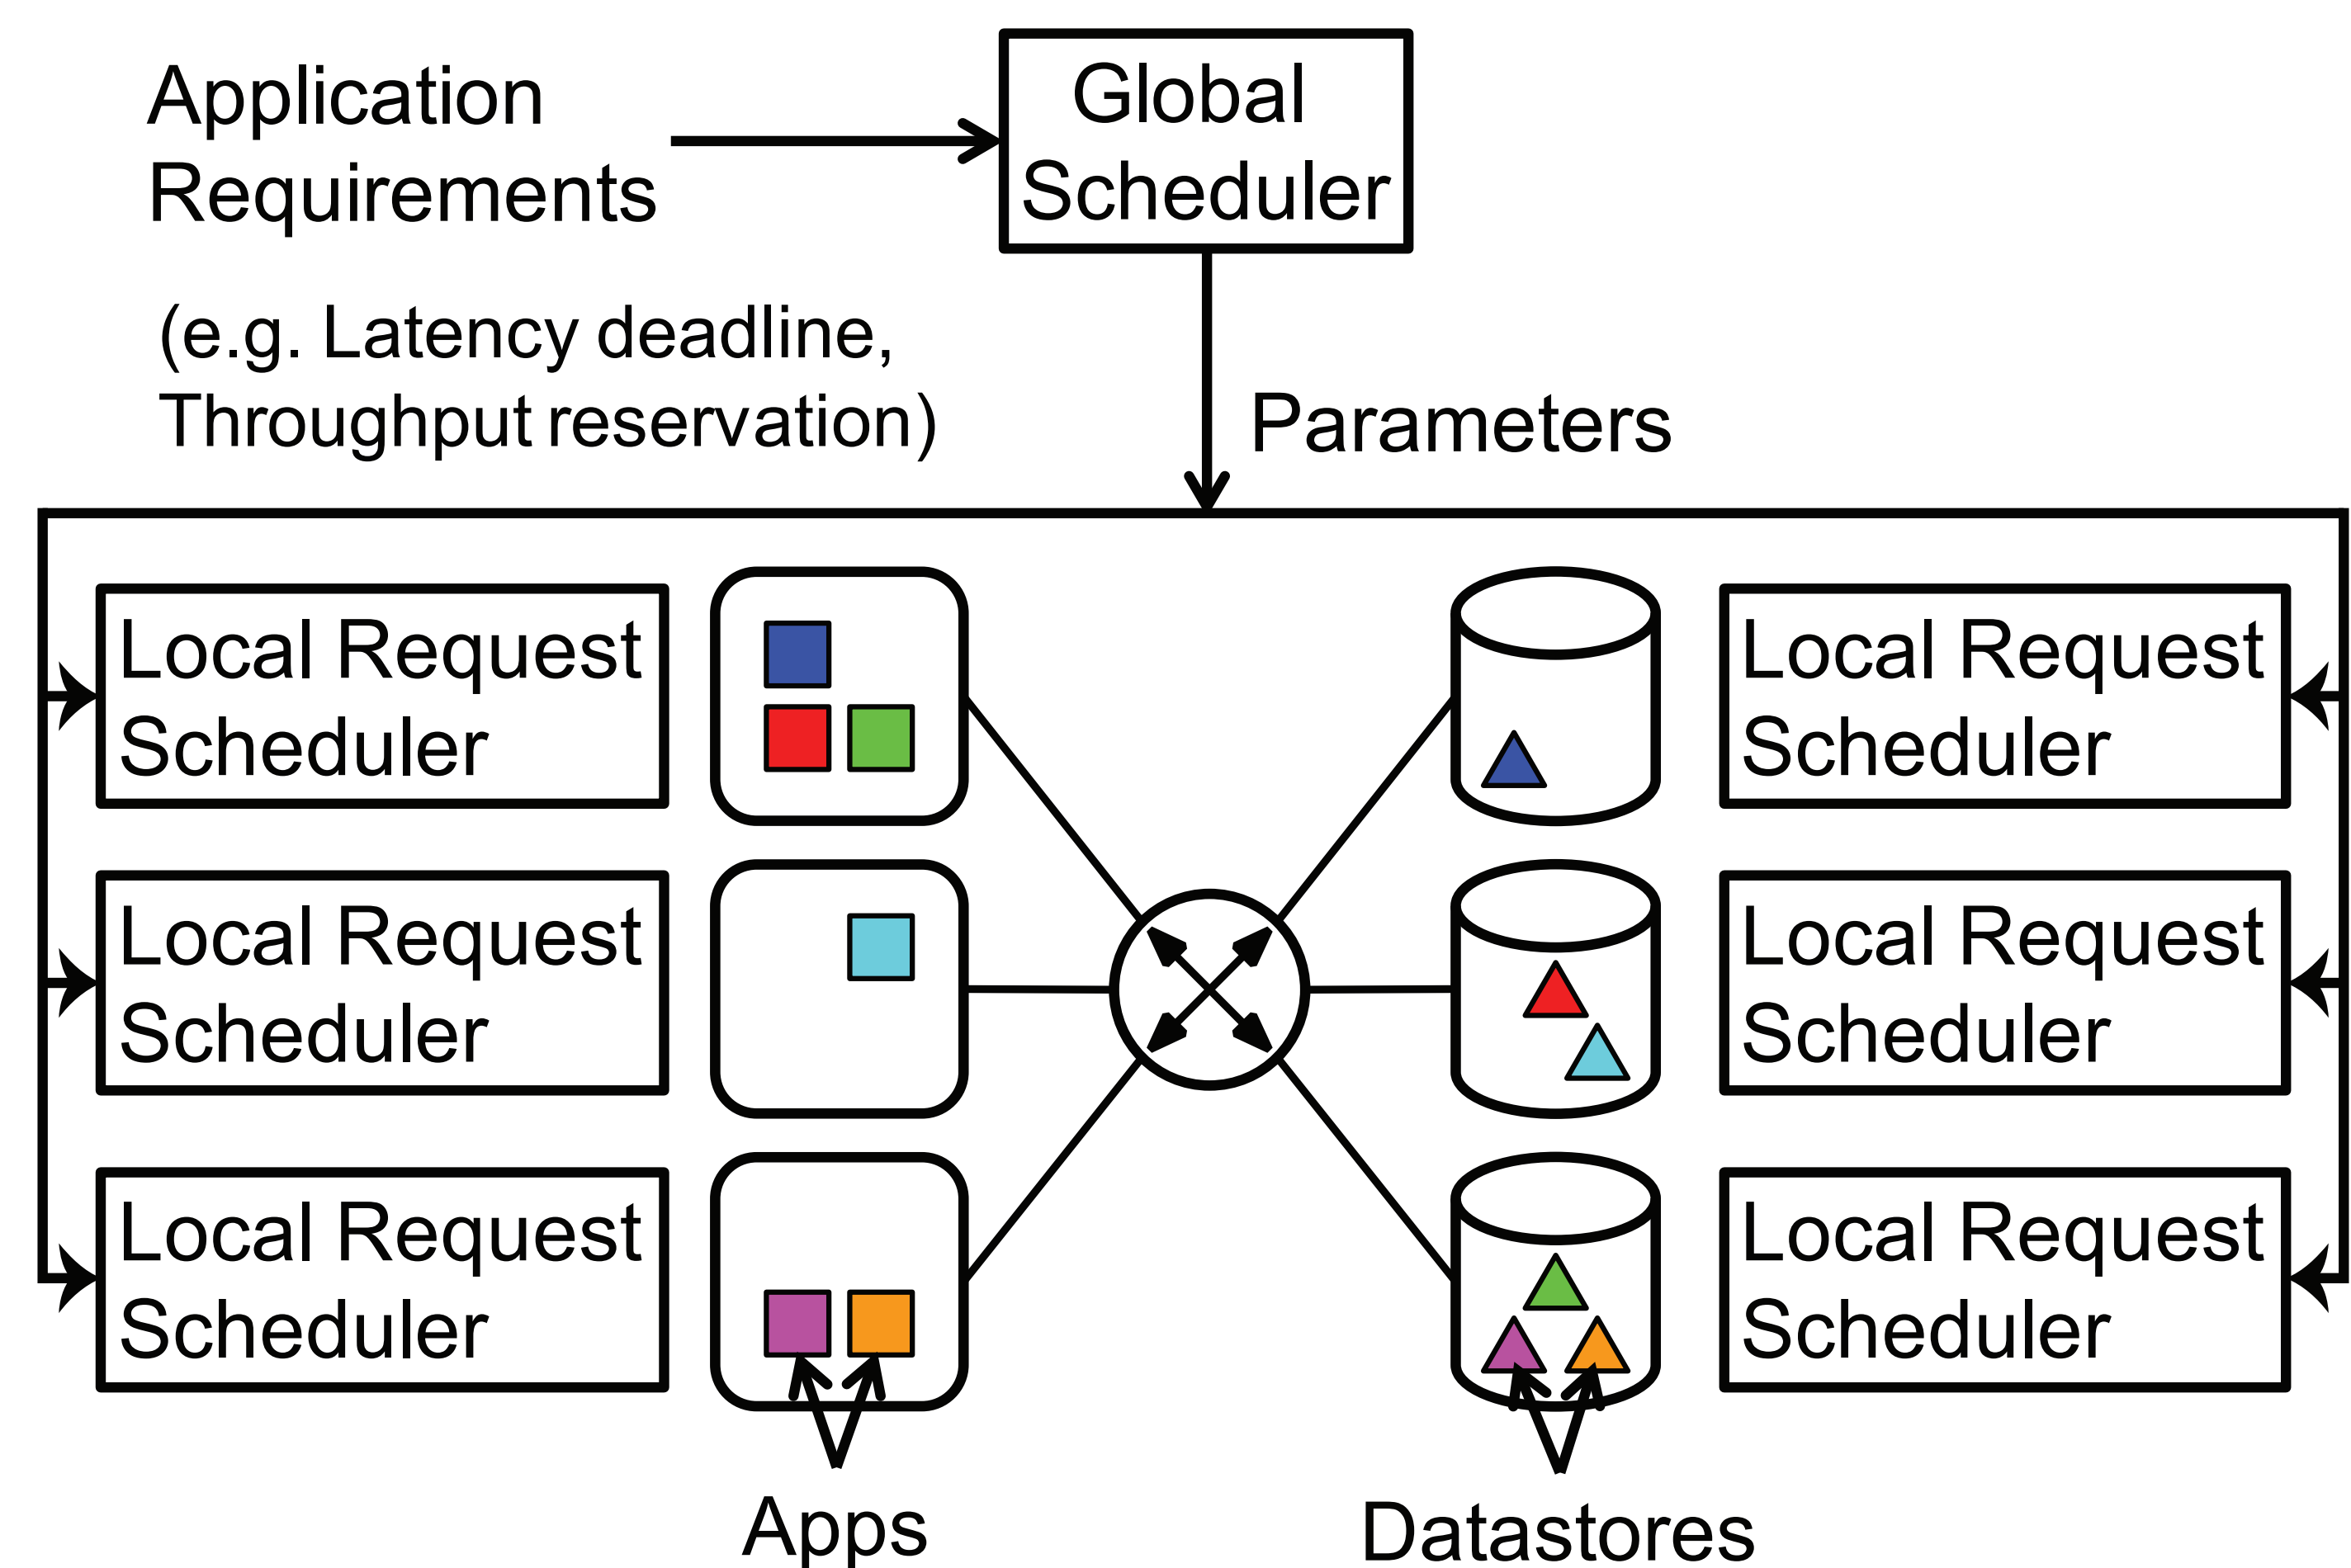 Application
Requirements
(e.g. Latency deadline,
Throughput reservation)
Global
Scheduler
Parameters
Local Request
Scheduler
Local Request
Scheduler
Local Request
Scheduler
Local Request
Scheduler
Local Request
Scheduler
Local Request
Scheduler
Apps
Datastores